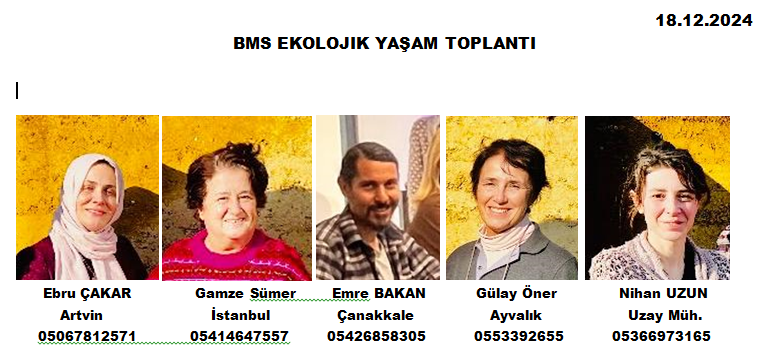 18.12.2024
BMS EKOLOJIK YAŞAM TOPLANTI
Ebru ÇAKAR Gamze Sümer Emre BAKAN Gülay Öner Nihan UZUN
Artvin İstanbul Çanakkale Ayvalık Uzay Müh.
05067812571 05414647557 05426858305 0553392655 05366973165